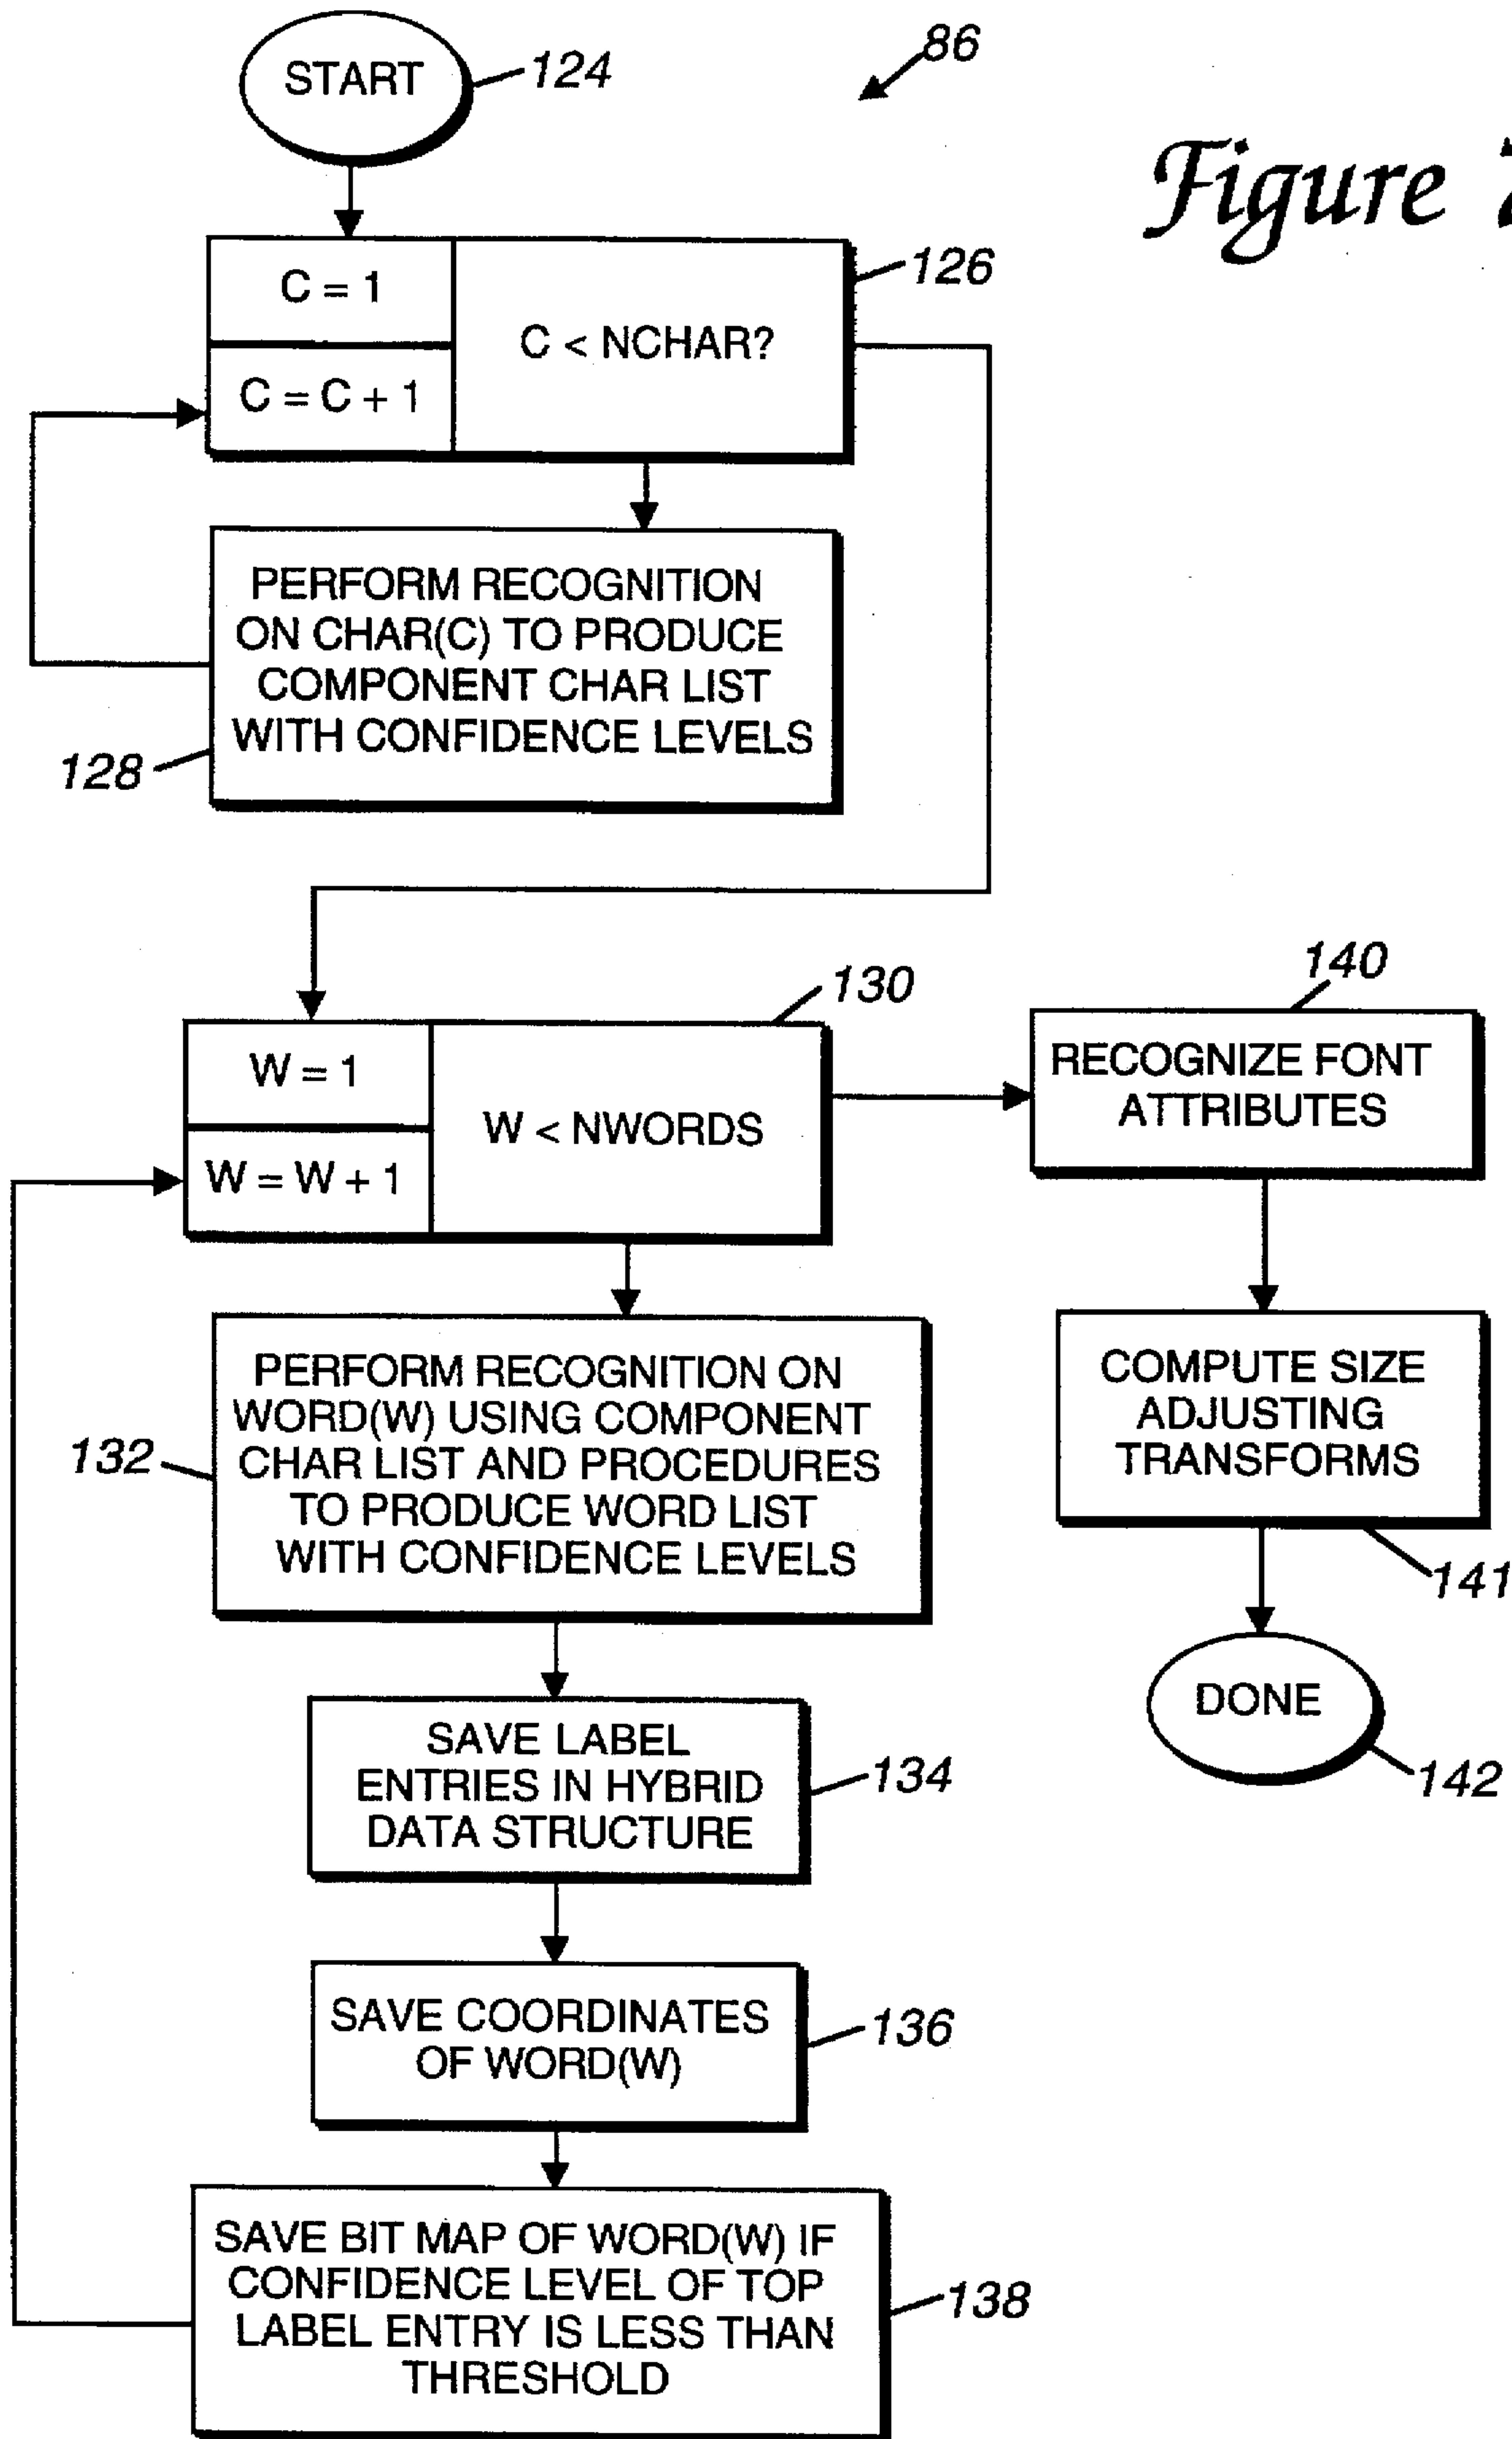 START
124
86
Figure
C = 1
C < NCHAR?
126
C = C + 1
PERFORM RECOGNITION
ON CHAR(C) TO PRODUCE
COMPONENT CHAR LIST
WITH CONFIDENCE LEVELS
128
130
W = 1
W < NWORDS
W = W + 1
140
RECOGNIZE FONT
ATTRIBUTES
PERFORM RECOGNITION ON
WORD(W) USING COMPONENT
CHAR LIST AND PROCEDURES
TO PRODUCE WORD LIST
WITH CONFIDENCE LEVELS
132
COMPUTE SIZE
ADJUSTING
TRANSFORMS
141
SAVE LABEL
ENTRIES IN HYBRID
DATA STRUCTURE
134
DONE
142
SAVE COORDINATES
OF WORD(W)
136
SAVE BIT MAP OF WORD(W) IF
CONFIDENCE LEVEL OF TOP
LABEL ENTRY IS LESS THAN
THRESHOLD
138